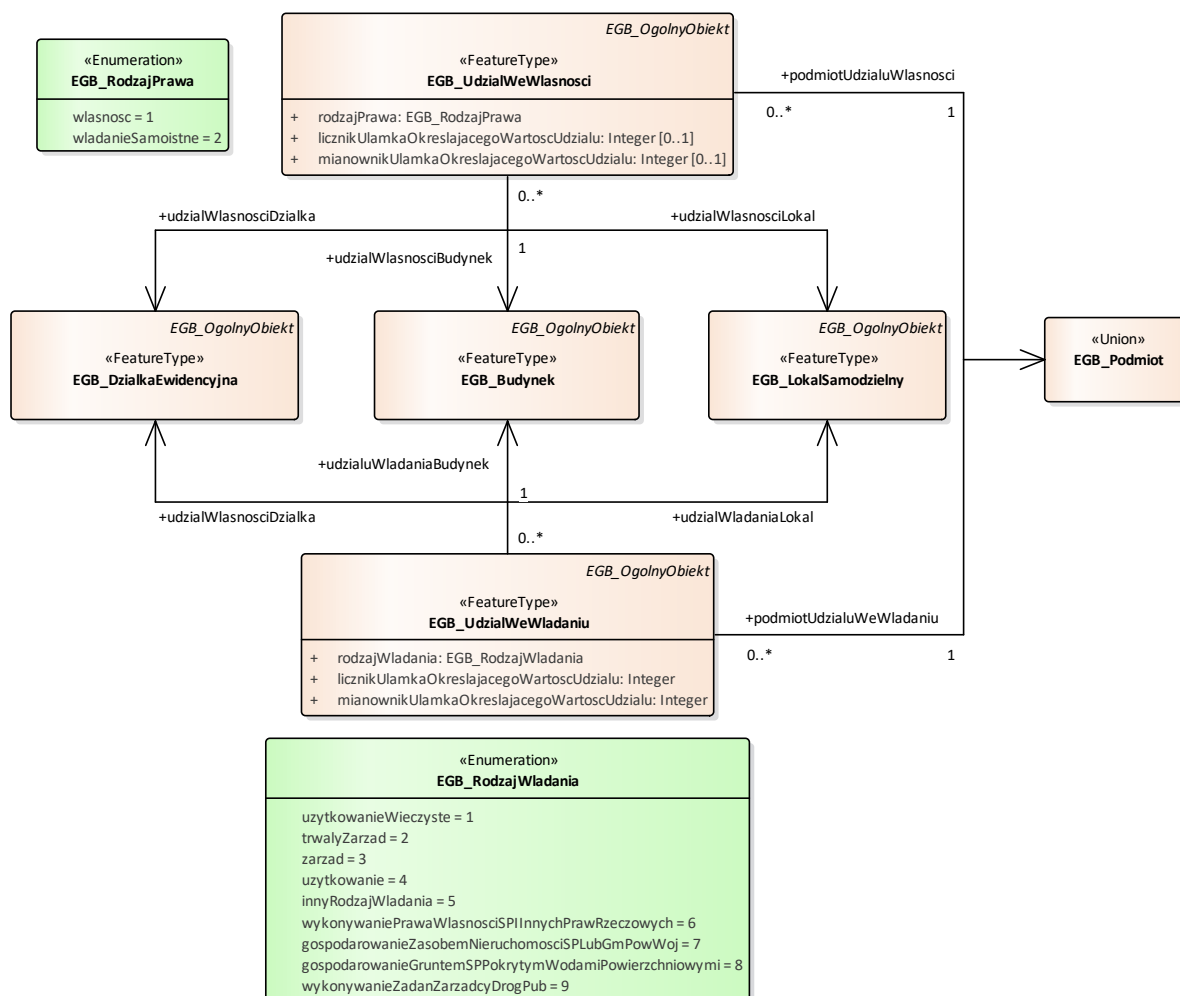 «Enumeration»
EGB_RodzajPrawa
wlasnosc = 1
wladanieSamoistne = 2
EGB_OgolnyObiekt
«FeatureType»
EGB_UdzialWeWlasnosci
+ rodzajPrawa: EGB_RodzajPrawa
+ licznikUlamkaOkreslajacegoWartoscUdzialu: Integer [0..1]
+ mianownikUlamkaOkreslajacegoWartoscUdzialu: Integer [0..1]
+podmiotUdzialuWlasnosci
0..*
1
0..*
+udzialWlasnosciDzialka
+udzialWlasnosciLokal
+udzialWlasnosciBudynek
1
EGB_OgolnyObiekt
«FeatureType»
EGB_DzialkaEwidencyjna
EGB_OgolnyObiekt
«FeatureType»
EGB_Budynek
EGB_OgolnyObiekt
«FeatureType»
EGB_LokalSamodzielny
«Union»
EGB_Podmiot
+udzialuWladaniaBudynek
1
+udzialWlasnosciDzialka
+udzialWladaniaLokal
0..*
EGB_OgolnyObiekt
«FeatureType»
EGB_UdzialWeWladaniu
+ rodzajWladania: EGB_RodzajWladania
+ licznikUlamkaOkreslajacegoWartoscUdzialu: Integer
+ mianownikUlamkaOkreslajacegoWartoscUdzialu: Integer
+podmiotUdzialuWeWladaniu
0..*
1
«Enumeration»
EGB_RodzajWladania
uzytkowanieWieczyste = 1
trwalyZarzad = 2
zarzad = 3
uzytkowanie = 4
innyRodzajWladania = 5
wykonywaniePrawaWlasnosciSPIInnychPrawRzeczowych = 6
gospodarowanieZasobemNieruchomosciSPLubGmPowWoj = 7
gospodarowanieGruntemSPPokrytymWodamiPowierzchniowymi = 8
wykonywanieZadanZarzadcyDrogPub = 9